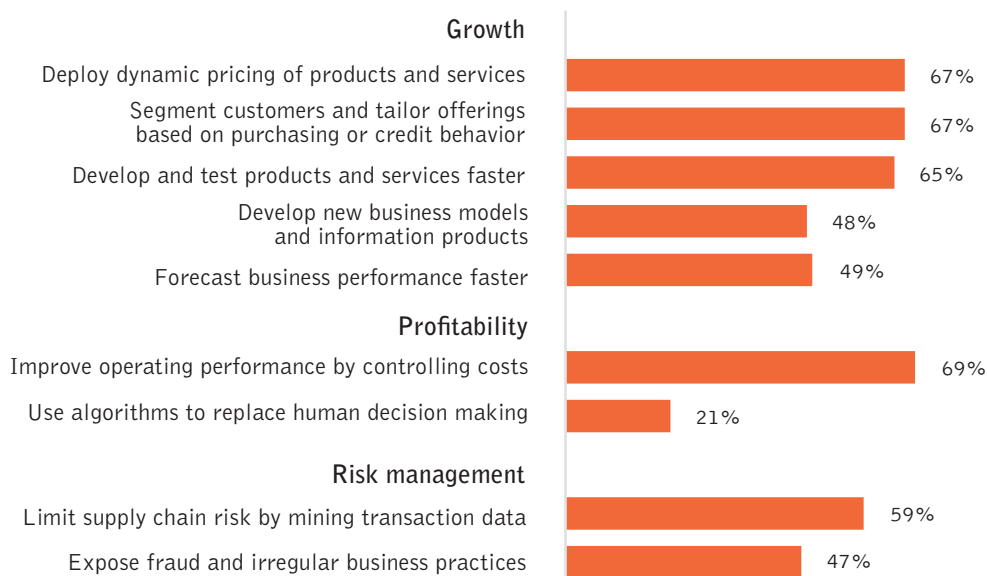 Growth
Deploy dynamic pricing of products and services 67%
Segment customers and tailor offerings
based on purchasing or credit behavior 67%
Develop and test products and services faster 65%
Develop new business models
and information products 48%
Forecast business performance faster 49%
Profitability
Improve operating performance by controlling costs 69%
Use algorithms to replace human decision making 21%
Risk management
Limit supply chain risk by mining transaction data 59%
Expose fraud and irregular business practices 47%